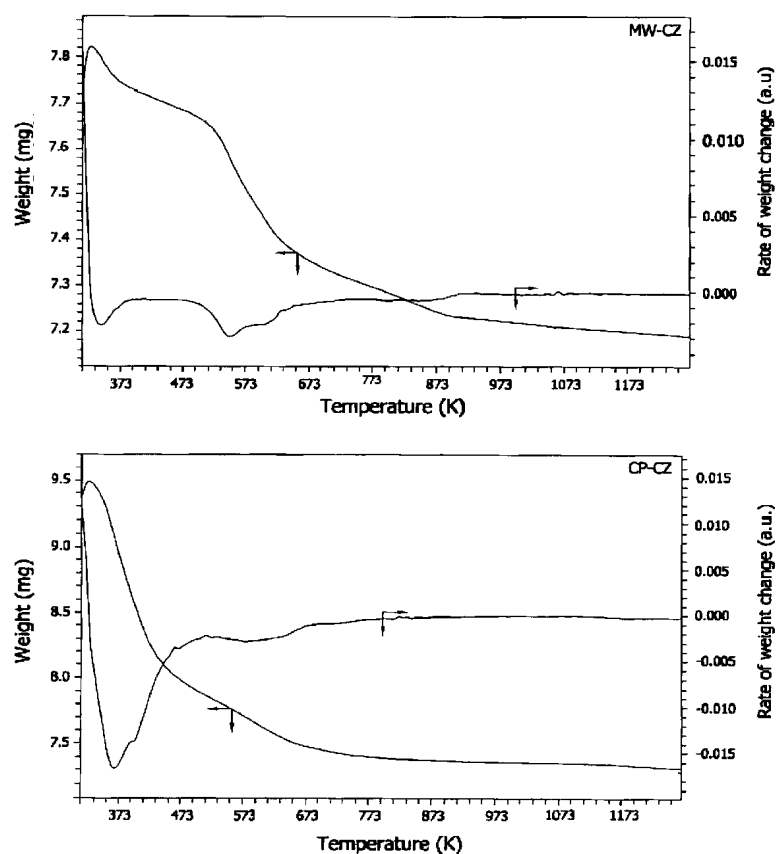 MW-CZ
7.8
7.7
7.6
7.5
7.4
7.3
7.2
Weight (mg)
0.015
0.010
0.005
0.000
Rate of weight change (a.u)
373 473 573 673 773 873 973 1073 1173
Temperature (K)
CP-CZ
9.5
9.0
8.5
8.0
7.5
Weight (mg)
0.015
0.010
0.005
0.000
-0.005
-0.010
-0.015
Rate of weight change (a.u.)
373 473 573 673 773 873 973 1073 1173
Temperature (K)